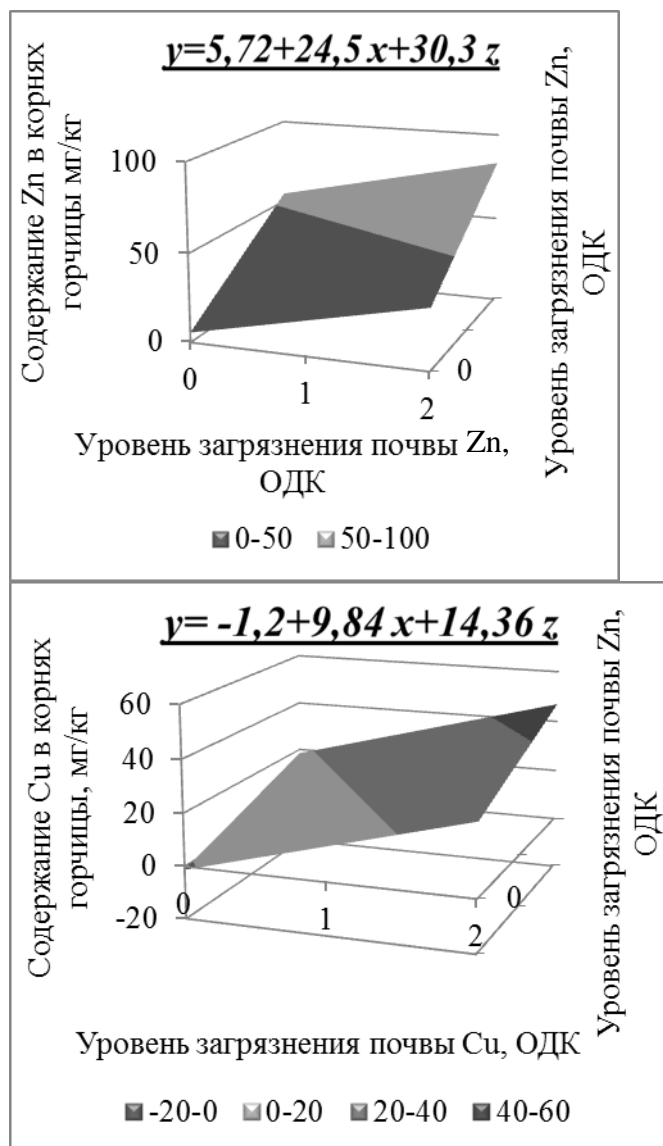 y=5,72+24,5 x+30,3 z
Содержание Zn в корнях
горчицы мг/кг
100
50
0
0
1
2
0
Уровень загрязнения почвы Zn,
ОДК
Уровень загрязнения почвы Zn,
ОДК
0-50 50-100
y= -1,2+9,84 x+14,36 z
Содержание Cu в корнях
горчицы, мг/кг
60
40
20
0
-20
0
1
2
0
Уровень загрязнения почвы Zn,
ОДК
Уровень загрязнения почвы Cu, ОДК
-20-0 0-20 20-40 40-60